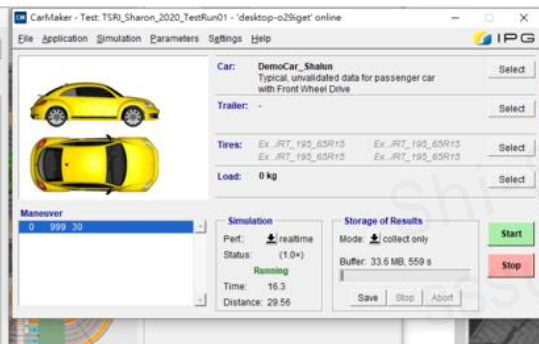 CarMaker - Test: TSRI_Sharon_2020_TestRun01 - 'desktop-o29iget' online
File Application Simulation Parameters Settings Help
IPG
Car: DemoCar_Shalun
Typical, unvalidated data for passenger car
with Front Wheel Drive
Select
Trailer: -
Select
Tires: Ex../RT_195_65R15 Ex../RT_195_65R15
Ex../RT_195_65R15 Ex../RT_195_65R15
Select
Load: 0 kg
Select
Maneuver
0 999 30
Simulation
Perf.: realtime
Status: (1.0×)
Running
Time: 16.3
Distance: 29.56
Storage of Results
Mode: collect only
Buffer: 33.6 MB, 559 s
Save Stop Abort
Start
Stop